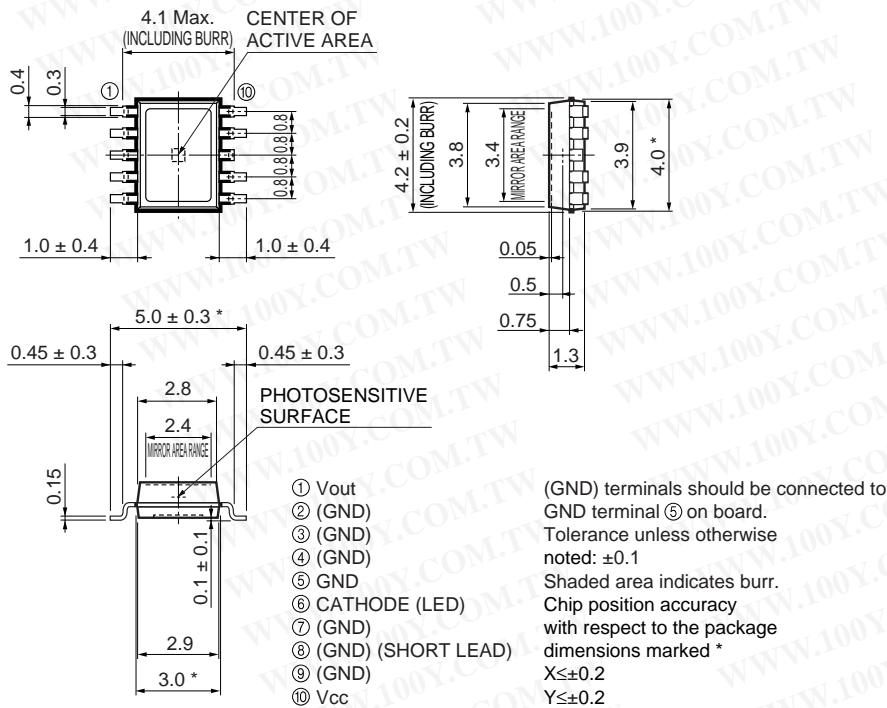 4.1 Max.
(INCLUDING BURR)
CENTER OF
ACTIVE AREA
0.4
0.3
①
⑩
0.8
0.8
0.8
0.8
1.0 ± 0.4
1.0 ± 0.4
4.2 ± 0.2
(INCLUDING BURR)
3.8
3.4
MIRROR AREA RANGE
3.9
4.0 *
0.05
0.5
0.75
1.3
5.0 ± 0.3 *
0.45 ± 0.3
0.45 ± 0.3
2.8
2.4
MIRROR AREA RANGE
PHOTOSENSITIVE
SURFACE
0.15
0.1 ± 0.1
2.9
3.0 *
① Vout
② (GND)
③ (GND)
④ (GND)
⑤ GND
⑥ CATHODE (LED)
⑦ (GND)
⑧ (GND) (SHORT LEAD)
⑨ (GND)
⑩ Vcc
(GND) terminals should be connected to
GND terminal ⑤ on board.
Tolerance unless otherwise
noted: ±0.1
Shaded area indicates burr.
Chip position accuracy
with respect to the package
dimensions marked *
X≤±0.2
Y≤±0.2
WWW.100Y.COM.TW